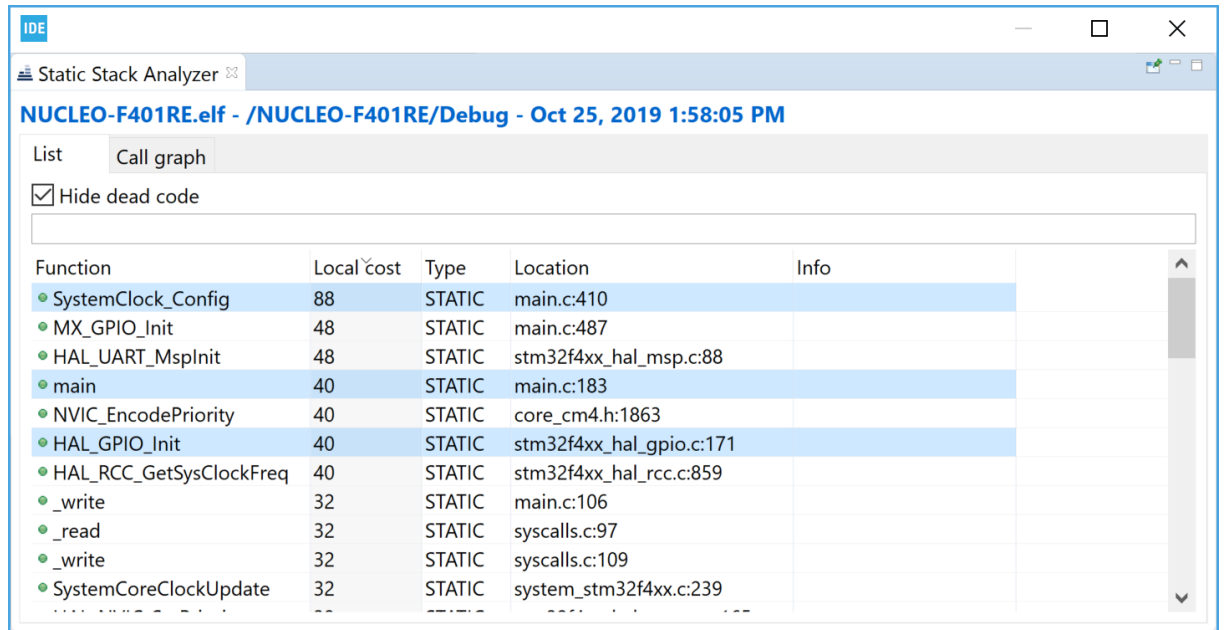 IDE
Static Stack Analyzer
NUCLEO-F401RE.elf - /NUCLEO-F401RE/Debug - Oct 25, 2019 1:58:05 PM
List Call graph
Hide dead code
Function Local cost Type Location Info
SystemClock_Config 88 STATIC main.c:410
MX_GPIO_Init 48 STATIC main.c:487
HAL_UART_MspInit 48 STATIC stm32f4xx_hal_msp.c:88
main 40 STATIC main.c:183
NVIC_EncodePriority 40 STATIC core_cm4.h:1863
HAL_GPIO_Init 40 STATIC stm32f4xx_hal_gpio.c:171
HAL_RCC_GetSysClockFreq 40 STATIC stm32f4xx_hal_rcc.c:859
_write 32 STATIC main.c:106
_read 32 STATIC syscalls.c:97
_write 32 STATIC syscalls.c:109
SystemCoreClockUpdate 32 STATIC system_stm32f4xx.c:239